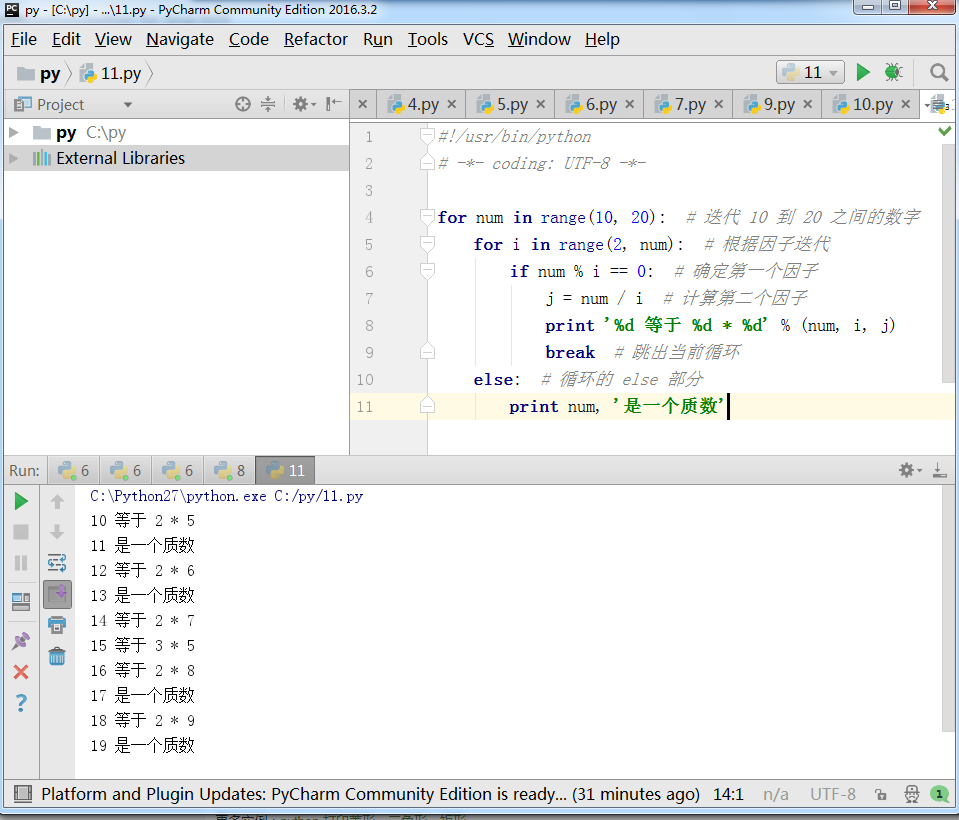 py - [C:\py] - ...\11.py - PyCharm Community Edition 2016.3.2
File Edit View Navigate Code Refactor Run Tools VCS Window Help
py 11.py 11
Project 4.py 5.py 6.py 7.py 9.py 10.py
py C:\py
External Libraries
1 #!/usr/bin/python
2 # -*- coding: UTF-8 -*-
3
4 for num in range(10, 20): # 迭代 10 到 20 之间的数字
5 for i in range(2, num): # 根据因子迭代
6 if num % i == 0: # 确定第一个因子
7 j = num / i # 计算第二个因子
8 print '%d 等于 %d * %d' % (num, i, j)
9 break # 跳出当前循环
10 else: # 循环的 else 部分
11 print num, '是一个质数'
Run: 6 6 6 8 11
C:\Python27\python.exe C:/py/11.py
10 等于 2 * 5
11 是一个质数
12 等于 2 * 6
13 是一个质数
14 等于 2 * 7
15 等于 3 * 5
16 等于 2 * 8
17 是一个质数
18 等于 2 * 9
19 是一个质数
Platform and Plugin Updates: PyCharm Community Edition is ready... (31 minutes ago) 14:1 n/a UTF-8 1